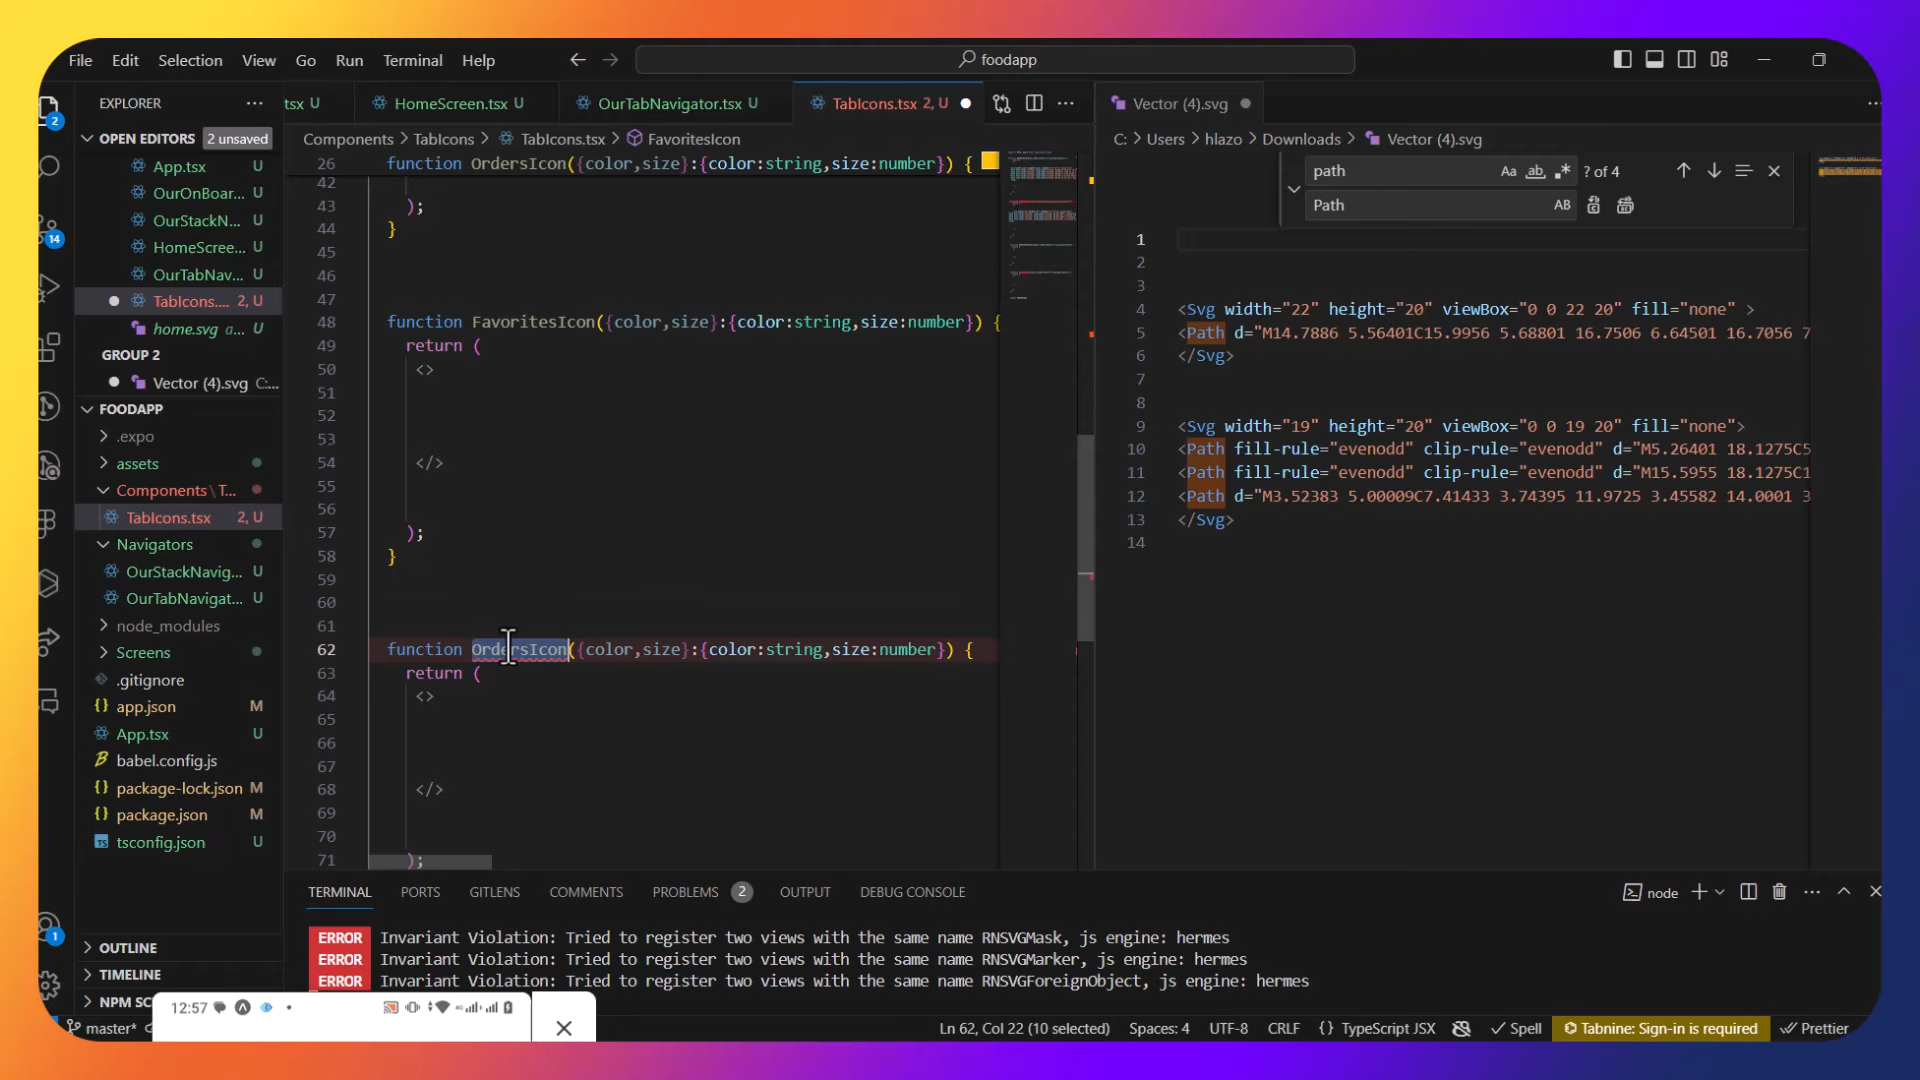 File Edit Selection View Go Run Terminal Help
foodapp
EXPLORER
OPEN EDITORS 2 unsaved
App.tsx U
OurOnBoar... U
OurStackN... U
HomeScree... U
OurTabNav... U
TabIcons.... 2, U
home.svg a... U
GROUP 2
Vector (4).svg C:...
FOODAPP
.expo
assets
Components\T...
TabIcons.tsx 2, U
Navigators
OurStackNavig... U
OurTabNavigat... U
node_modules
Screens
.gitignore
app.json M
App.tsx U
babel.config.js
package-lock.json M
package.json M
tsconfig.json U
OUTLINE
TIMELINE
NPM SC
2
14
1
tsx U
HomeScreen.tsx U
OurTabNavigator.tsx U
TabIcons.tsx 2, U
Components > TabIcons > TabIcons.tsx > FavoritesIcon
26 function OrdersIcon({color,size}:{color:string,size:number}) {
42
43 );
44 }
45
46
47
48 function FavoritesIcon({color,size}:{color:string,size:number}) {
49 return (
50 <>
51
52
53
54 </>
55
56
57 );
58 }
59
60
61
62 function OrdersIcon({color,size}:{color:string,size:number}) {
63 return (
64 <>
65
66
67
68 </>
69
70
71 );
Vector (4).svg
C: > Users > hlazo > Downloads > Vector (4).svg
path Aa ab ? of 4
Path AB
1
2
3
4 <Svg width="22" height="20" viewBox="0 0 22 20" fill="none" >
5 <Path d="M14.7886 5.56401C15.9956 5.68801 16.7506 6.64501 16.7056 7
6 </Svg>
7
8
9 <Svg width="19" height="20" viewBox="0 0 19 20" fill="none">
10 <Path fill-rule="evenodd" clip-rule="evenodd" d="M5.26401 18.1275C5
11 <Path fill-rule="evenodd" clip-rule="evenodd" d="M15.5955 18.1275C1
12 <Path d="M3.52383 5.00009C7.41433 3.74395 11.9725 3.45582 14.0001 3
13 </Svg>
14
TERMINAL PORTS GITLENS COMMENTS PROBLEMS 2 OUTPUT DEBUG CONSOLE
node
ERROR Invariant Violation: Tried to register two views with the same name RNSVGMask, js engine: hermes
ERROR Invariant Violation: Tried to register two views with the same name RNSVGMarker, js engine: hermes
ERROR Invariant Violation: Tried to register two views with the same name RNSVGForeignObject, js engine: hermes
12:57
master*
Ln 62, Col 22 (10 selected) Spaces: 4 UTF-8 CRLF {} TypeScript JSX Spell Tabnine: Sign-in is required Prettier